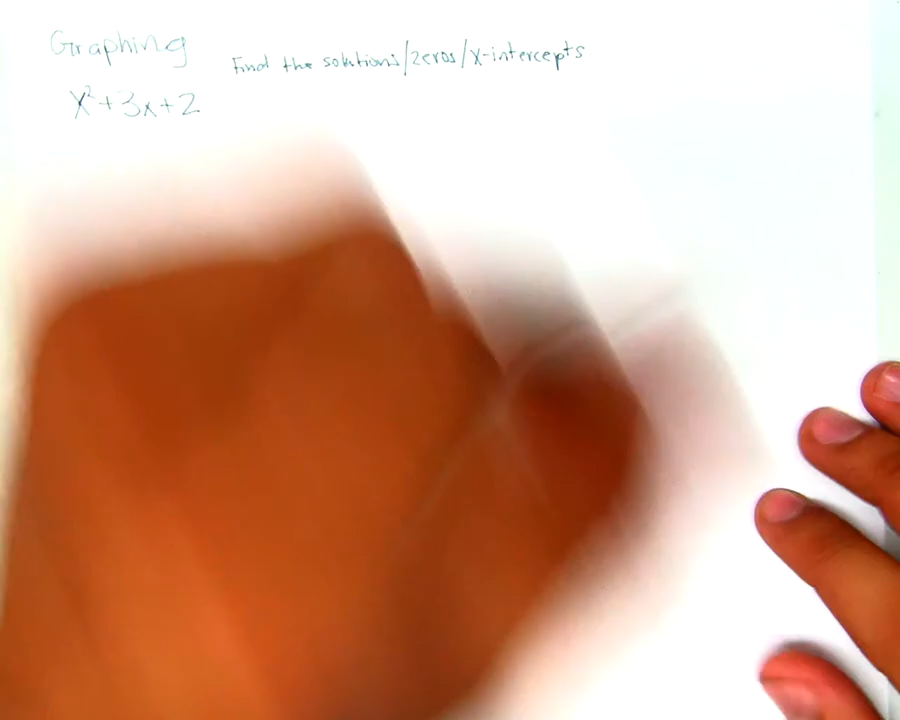 Graphing
Find the solutions/zeros/x-intercepts
x²+3x+2